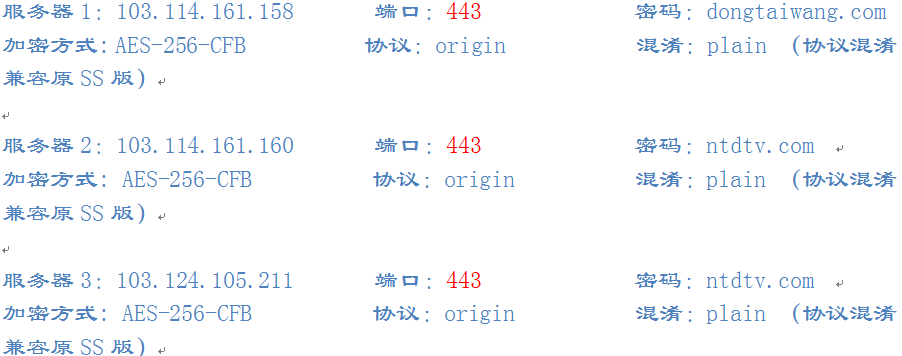 服务器 1: 103.114.161.158 端口: 443 密码: dongtaiwang.com
加密方式: AES-256-CFB 协议: origin 混淆: plain (协议混淆
兼容原 SS 版) ↵
↵
服务器 2: 103.114.161.160 端口: 443 密码: ntdtv.com ↵
加密方式: AES-256-CFB 协议: origin 混淆: plain (协议混淆
兼容原 SS 版) ↵
↵
服务器 3: 103.124.105.211 端口: 443 密码: ntdtv.com ↵
加密方式: AES-256-CFB 协议: origin 混淆: plain (协议混淆
兼容原 SS 版) ↵